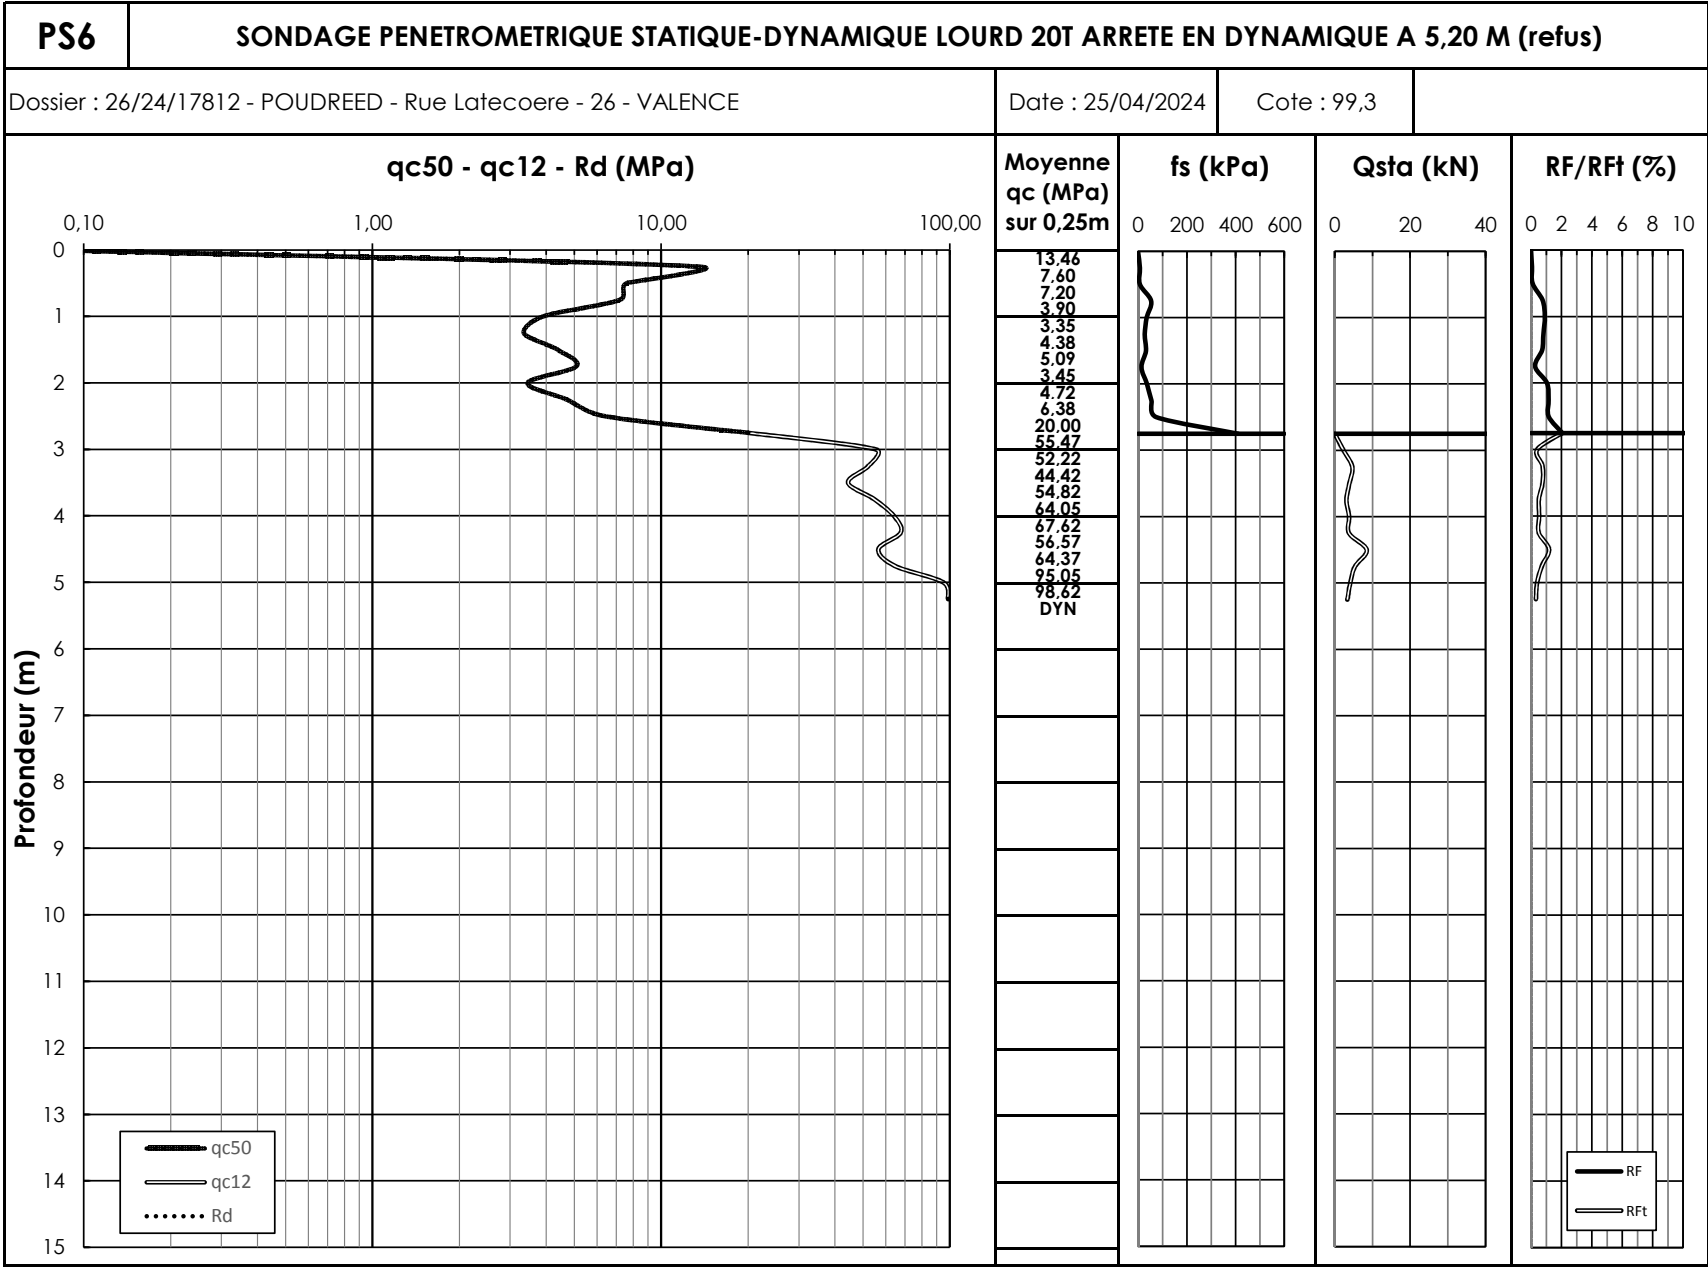 PS6
SONDAGE PENETROMETRIQUE STATIQUE-DYNAMIQUE LOURD 20T ARRETE EN DYNAMIQUE A 5,20 M (refus)
Dossier : 26/24/17812 - POUDREED - Rue Latecoere - 26 - VALENCE
Date : 25/04/2024
Cote : 99,3
qc50 - qc12 - Rd (MPa)
0,10 1,00 10,00 100,00
Profondeur (m)
0
1
2
3
4
5
6
7
8
9
10
11
12
13
14
15
qc50
qc12
Rd
Moyenne
qc (MPa)
sur 0,25m
13,46
7,60
7,20
3,90
3,35
4,38
5,09
3,45
4,72
6,38
20,00
55,47
52,22
44,42
54,82
64,05
67,62
56,57
64,37
95,05
98,62
DYN
fs (kPa)
0 200 400 600
Qsta (kN)
0 20 40
RF/RFt (%)
0 2 4 6 8 10
RF
RFt